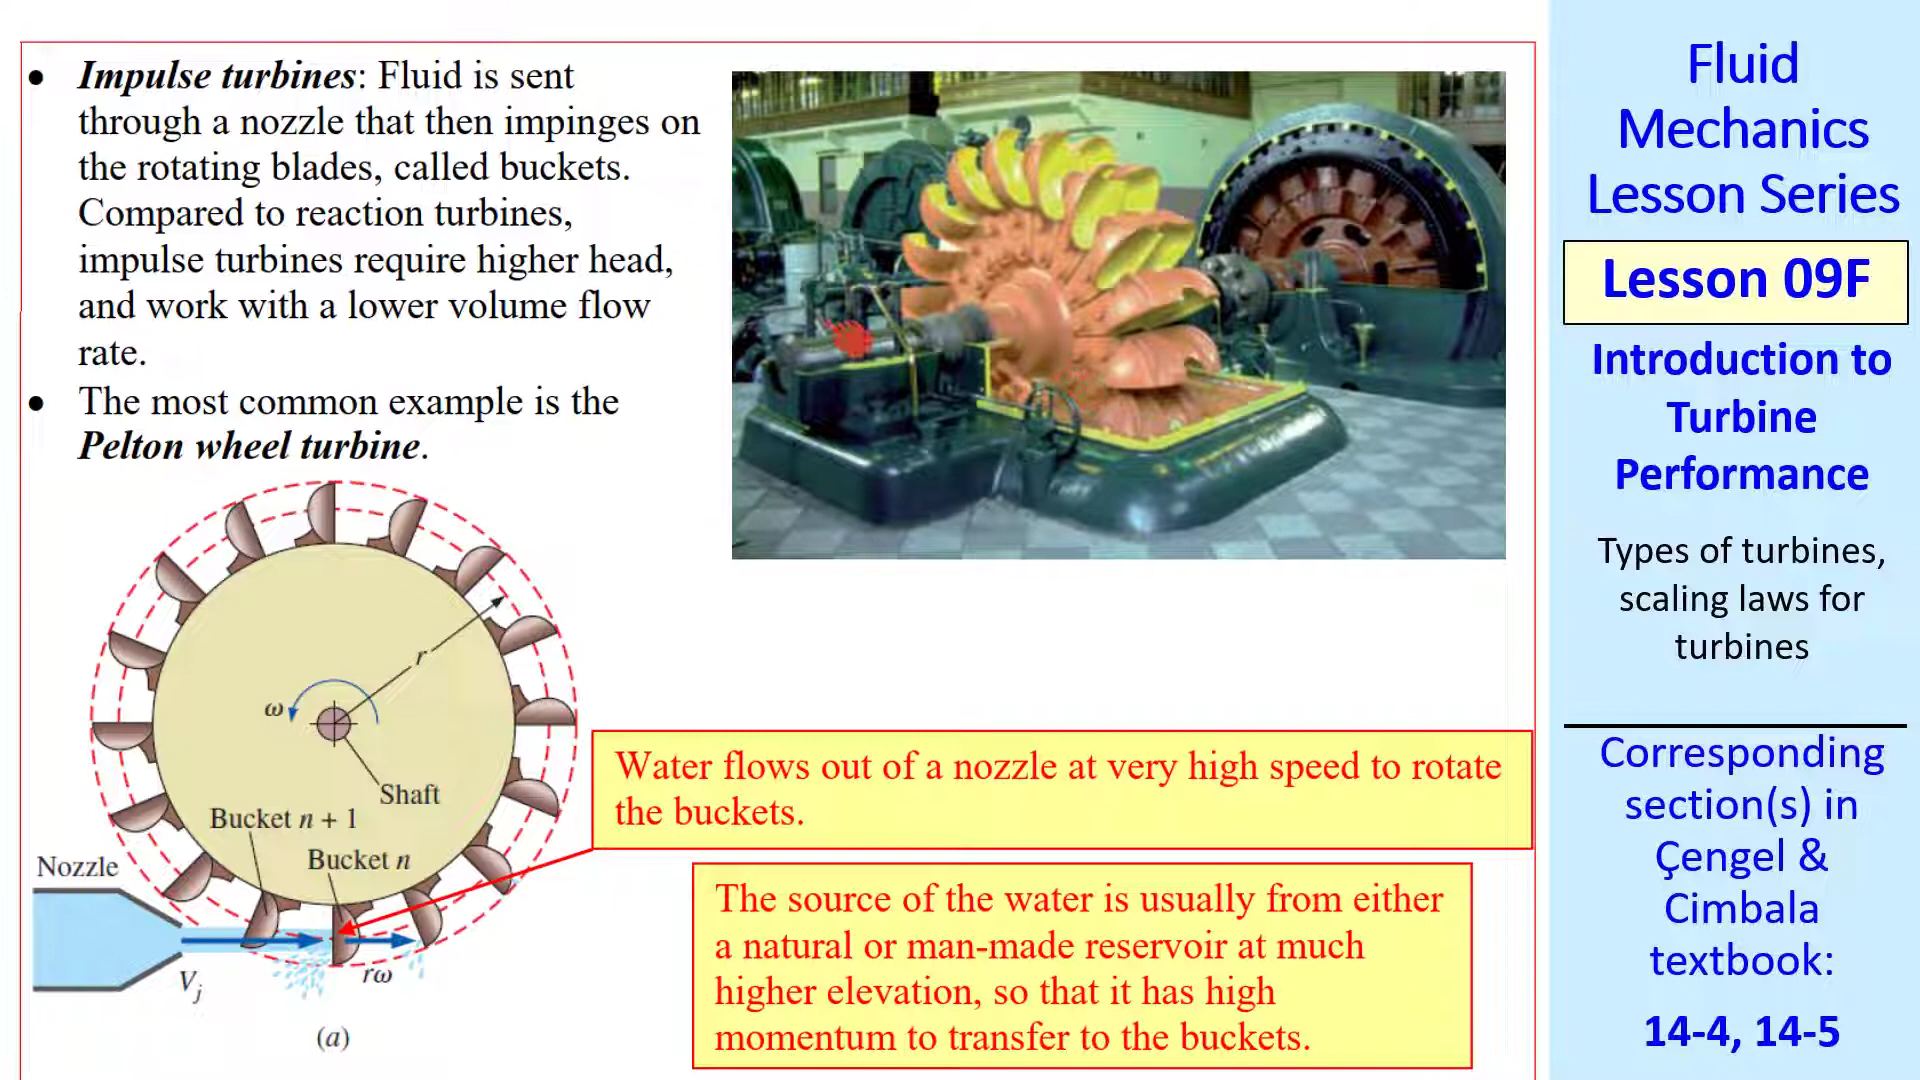 • Impulse turbines: Fluid is sent
through a nozzle that then impinges on
the rotating blades, called buckets.
Compared to reaction turbines,
impulse turbines require higher head,
and work with a lower volume flow
rate.
• The most common example is the
Pelton wheel turbine.
r
ω
Shaft
Bucket n + 1
Bucket n
Nozzle
Vj
rω
(a)
Water flows out of a nozzle at very high speed to rotate
the buckets.
The source of the water is usually from either
a natural or man-made reservoir at much
higher elevation, so that it has high
momentum to transfer to the buckets.
Fluid
Mechanics
Lesson Series
Lesson 09F
Introduction to
Turbine
Performance
Types of turbines,
scaling laws for
turbines
Corresponding
section(s) in
Çengel &
Cimbala
textbook:
14-4, 14-5